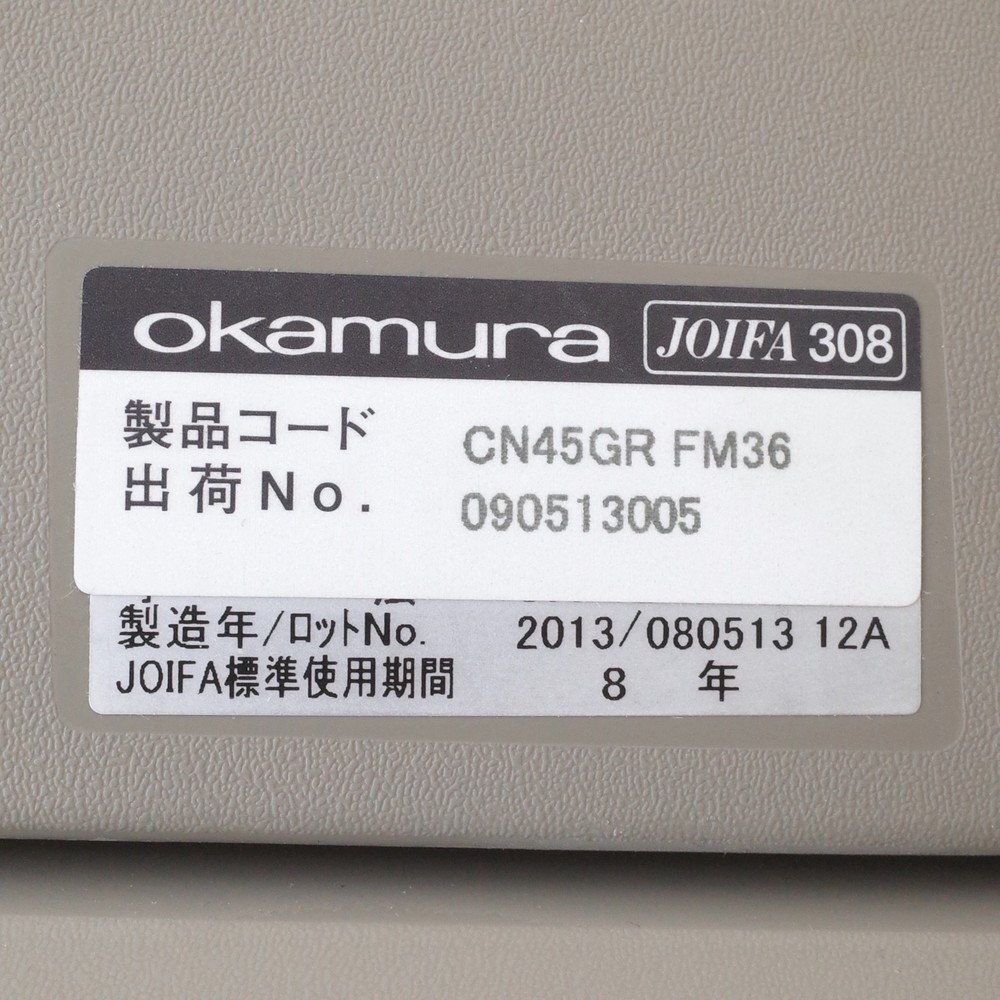 okamura JOIFA 308
製品コード CN45GR FM36
出荷No. 090513005
製造年/ロットNo. 2013/080513 12A
JOIFA標準使用期間 8 年